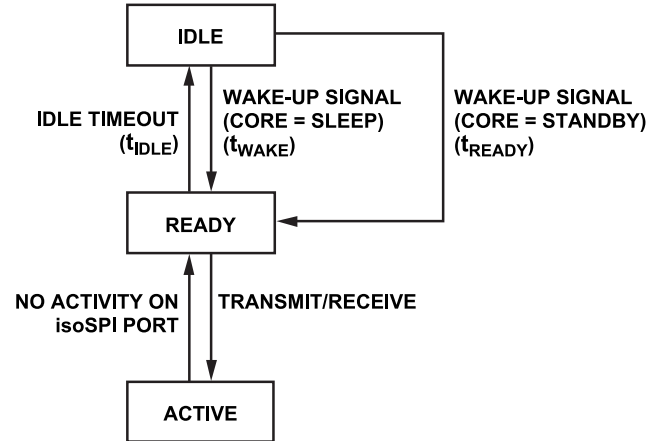 IDLE
IDLE TIMEOUT
(tIDLE)
WAKE-UP SIGNAL
(CORE = SLEEP)
(tWAKE)
WAKE-UP SIGNAL
(CORE = STANDBY)
(tREADY)
READY
NO ACTIVITY ON
isoSPI PORT
TRANSMIT/RECEIVE
ACTIVE